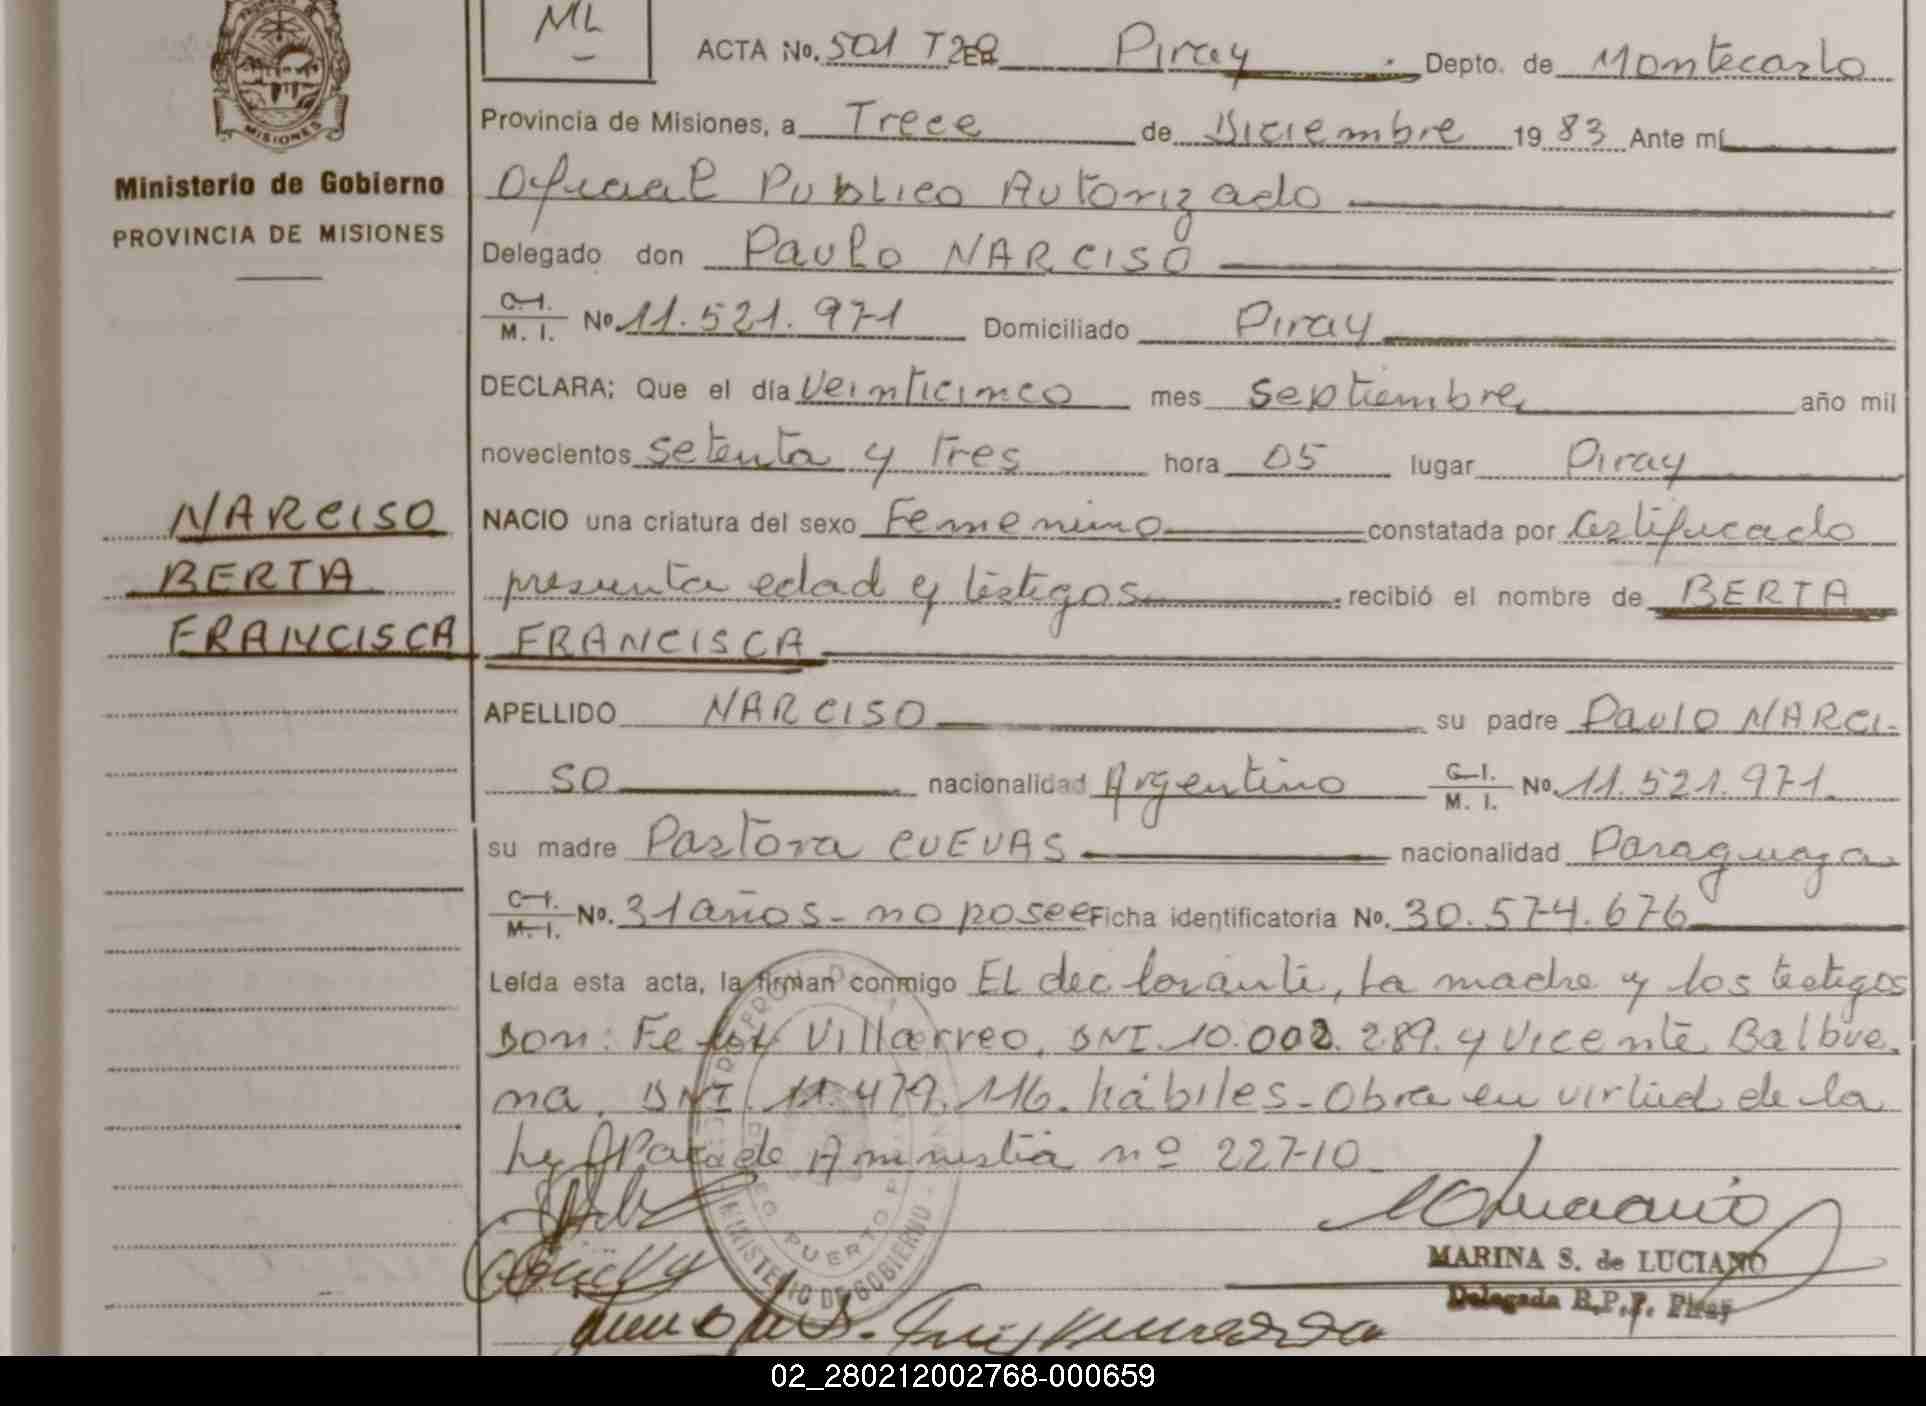 ML
ACTA No. 501 T2º EN Piray Depto. de Montecarlo
MISIONES
Provincia de Misiones, a Trece de Diciembre 1983 Ante mí
Ministerio de Gobierno
PROVINCIA DE MISIONES
Oficial Publico Autorizado
Delegado don Paulo NARCISO
C. I. / M. I. Nº 11.521.971 Domiciliado Piray
DECLARA; Que el día Veinticinco mes Septiembre año mil
novecientos setenta y Tres hora 05 lugar Piray
NARCISO
BERTA
FRANCISCA
NACIO una criatura del sexo Femenino constatada por Certificado
presunta edad y testigos recibió el nombre de BERTA
FRANCISCA
APELLIDO NARCISO su padre Paulo NARCI-
SO nacionalidad Argentino C. I. / M. I. No. 11.521.971
su madre Pastora CUEVAS nacionalidad Paraguaya
C. I. / M. I. No. 31 años - no posee Ficha identificatoria No. 30.574.676
Leída esta acta, la firman conmigo El declarante, La madre y los testigos
Don: Villarreo, DNI. 10.002.289. y Vicente Balbue-
na. DNI. 11.479.116. hábiles - Obra en virtud de la
Ley de Amnistia nº 22710
MINISTERIO DE GOBIERNO
PUERTO
MARINA S. de LUCIANO
Delegada R.P.P. Piray
02_280212002768-000659